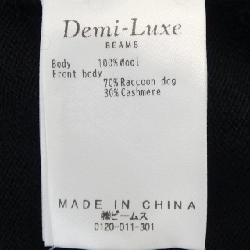 Demi-Luxe
BEAMS
Body 100% Wool
Front body
70% Raccoon dog
30% Cashmere
MADE IN CHINA
㈱ビームス
0120-011-301